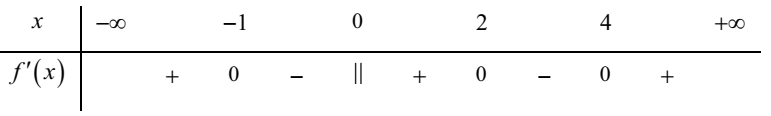 x −∞ −1 0 2 4 +∞
f′(x) + 0 − || + 0 − 0 +